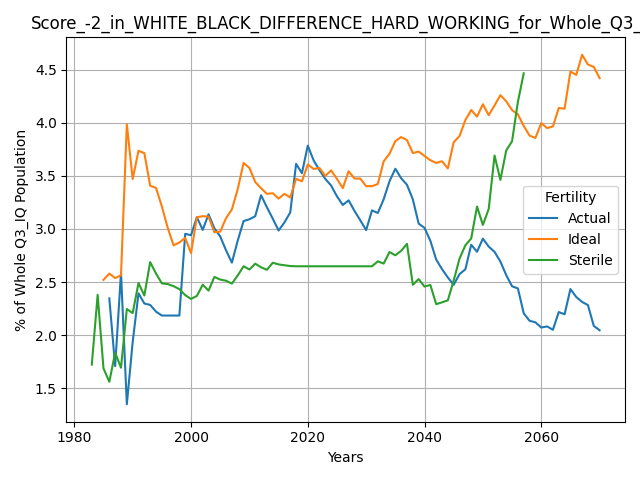 Score_-2_in_WHITE_BLACK_DIFFERENCE_HARD_WORKING_for_Whole_Q3_
% of Whole Q3_IQ Population
4.5
4.0
3.5
3.0
2.5
2.0
1.5
Fertility
Actual
Ideal
Sterile
1980
2000
2020
2040
2060
Years